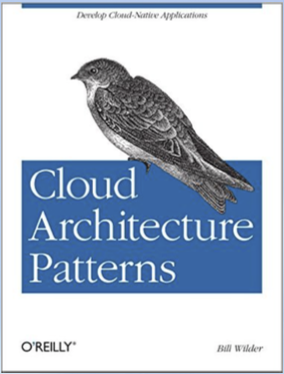 Develop Cloud-Native Applications
Cloud
Architecture
Patterns
O'REILLY®
Bill Wilder